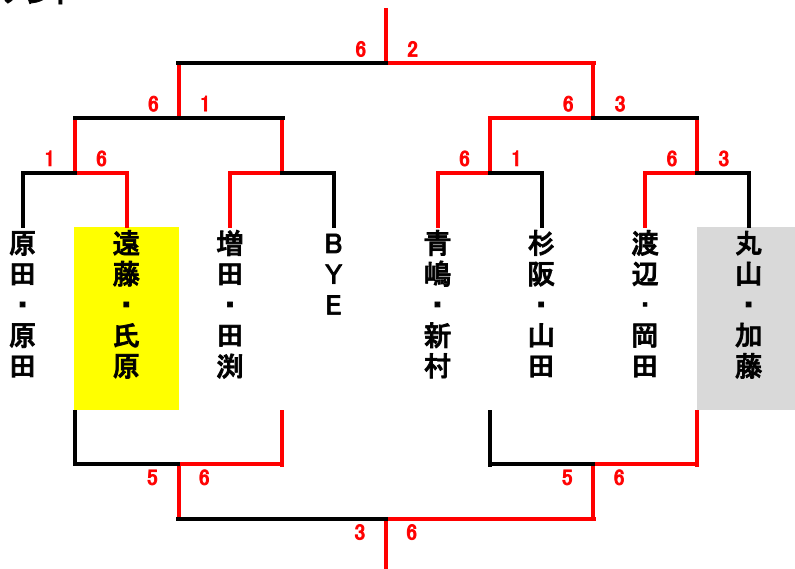 6 2
6 1 6 3
1 6 6 1 6 3
原田・原田
遠藤・氏原
増田・田渕
BYE
青嶋・新村
杉阪・山田
渡辺・岡田
丸山・加藤
5 6 5 6
3 6